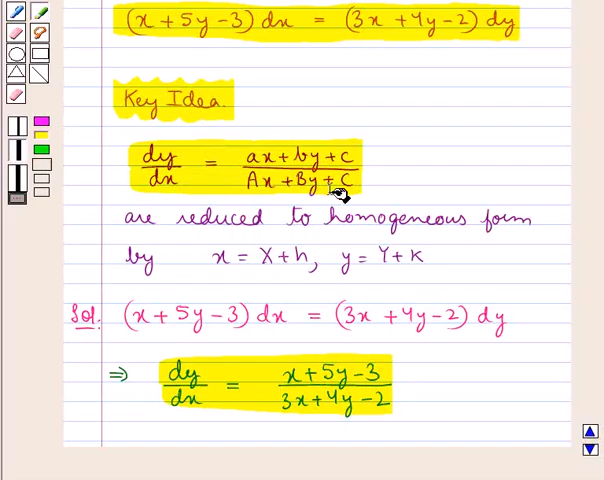 (x + 5y - 3) dx = (3x + 4y - 2) dy
Key Idea.
dy/dx = (ax + by + c)/(Ax + By + C)
are reduced to homogeneous form
by x = X + h, y = Y + K
Sol. (x + 5y - 3) dx = (3x + 4y - 2) dy
⇒ dy/dx = (x + 5y - 3)/(3x + 4y - 2)